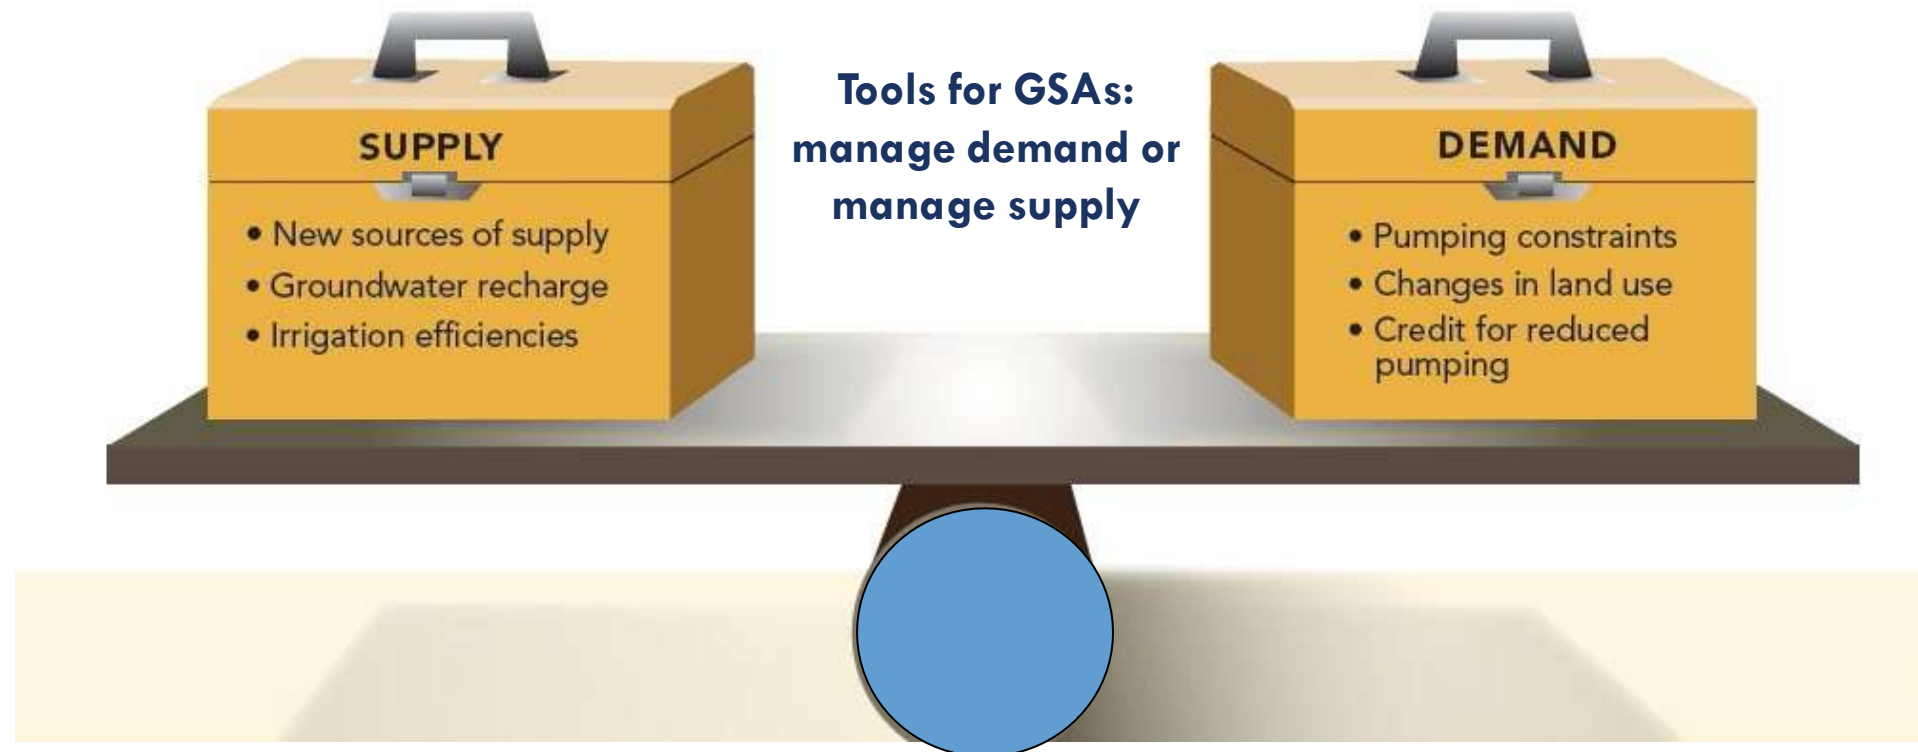 Tools for GSAs:
manage demand or
manage supply
SUPPLY
• New sources of supply
• Groundwater recharge
• Irrigation efficiencies
DEMAND
• Pumping constraints
• Changes in land use
• Credit for reduced
pumping